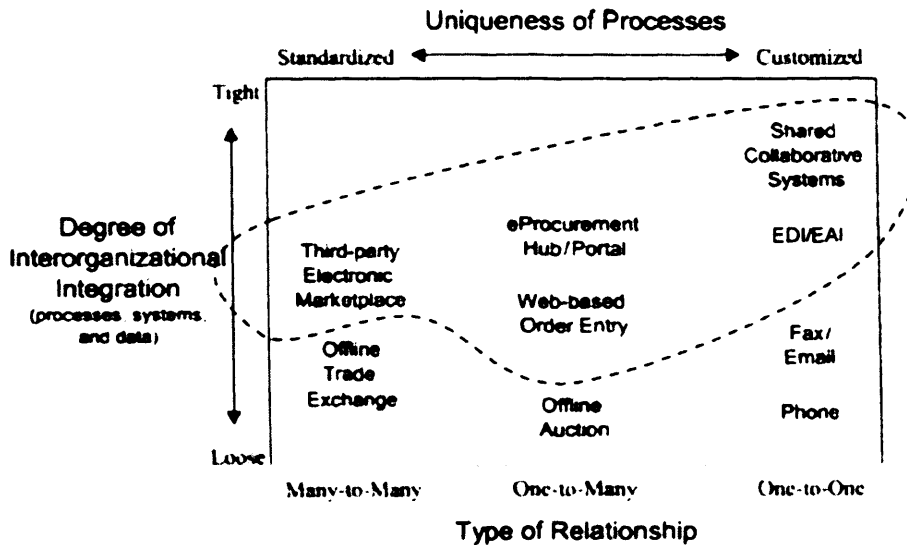 Uniqueness of Processes
Standardized
Customized
Tight
Shared
Collaborative
Systems
Degree of
Interorganizational
Integration
(processes, systems,
and data)
Third-party
Electronic
Marketplace
eProcurement
Hub/Portal
EDI/EAI
Web-based
Order Entry
Offline
Trade
Exchange
Fax/
Email
Offline
Auction
Phone
Loose
Many-to-Many
One-to-Many
One-to-One
Type of Relationship